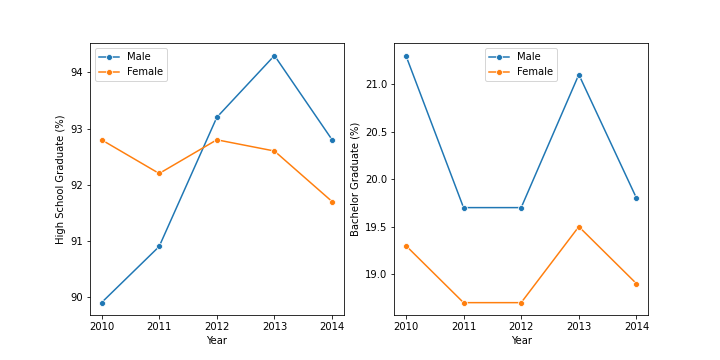 Male
Female
94
93
92
91
90
High School Graduate (%)
2010 2011 2012 2013 2014
Year
Male
Female
21.0
20.5
20.0
19.5
19.0
Bachelor Graduate (%)
2010 2011 2012 2013 2014
Year